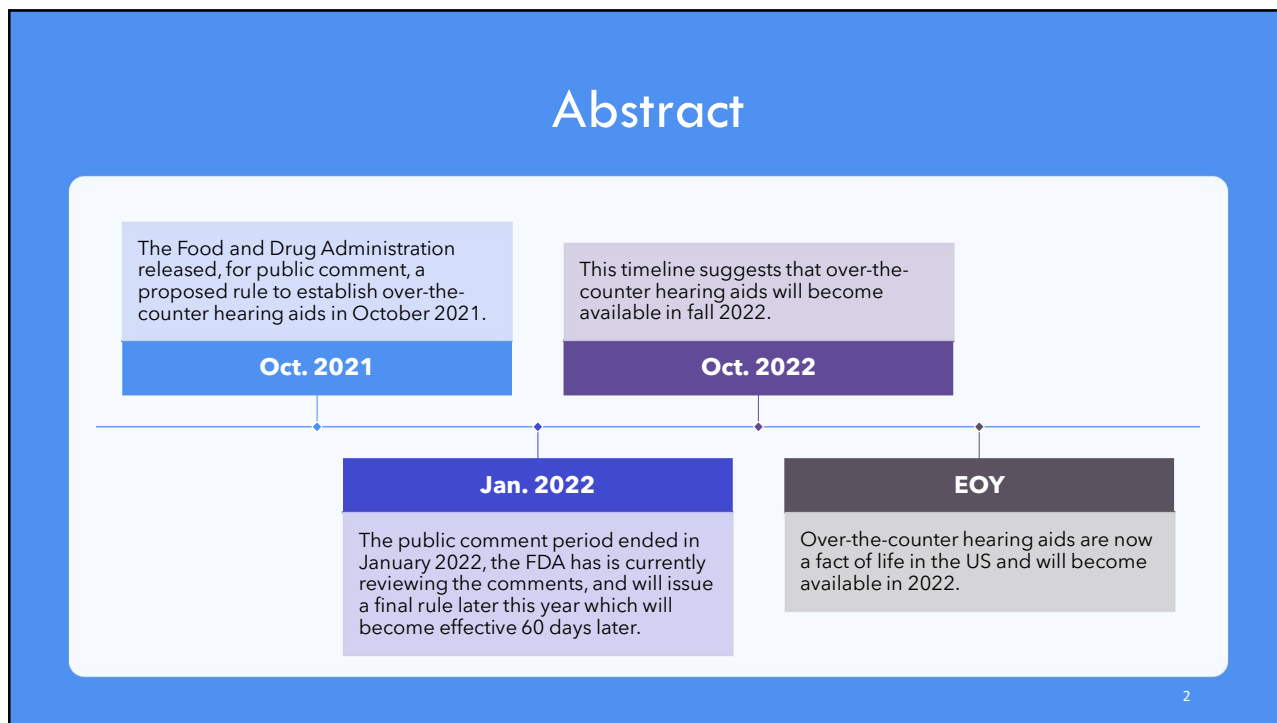 Abstract
The Food and Drug Administration
released, for public comment, a
proposed rule to establish over-the-
counter hearing aids in October 2021.
Oct. 2021
Jan. 2022
The public comment period ended in
January 2022, the FDA has is currently
reviewing the comments, and will issue
a final rule later this year which will
become effective 60 days later.
This timeline suggests that over-the-
counter hearing aids will become
available in fall 2022.
Oct. 2022
EOY
Over-the-counter hearing aids are now
a fact of life in the US and will become
available in 2022.
2